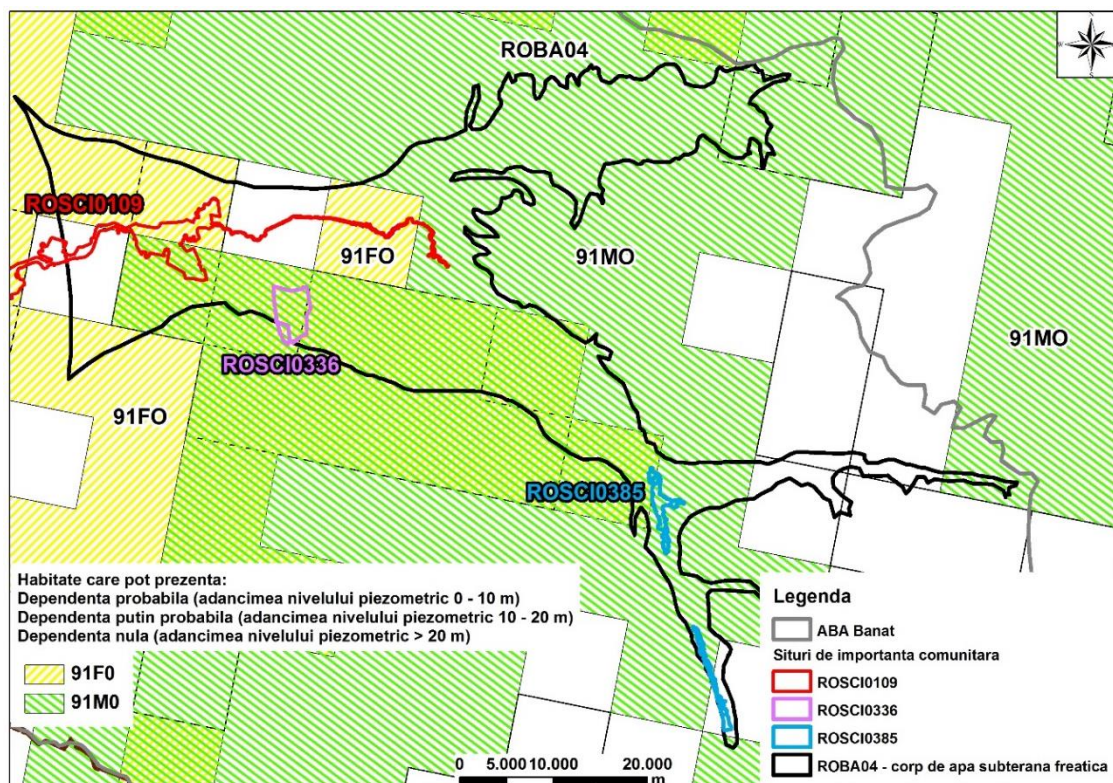 ROBA04
N
W
E
S
ROSCI0109
91FO
91MO
91MO
ROSCI0336
91FO
ROSCI0385
Habitate care pot prezenta:
Dependenta probabila (adancimea nivelului piezometric 0 - 10 m)
Dependenta putin probabila (adancimea nivelului piezometric 10 - 20 m)
Dependenta nula (adancimea nivelului piezometric > 20 m)
91F0
91M0
0 5.000 10.000 20.000
m
Legenda
ABA Banat
Situri de importanta comunitara
ROSCI0109
ROSCI0336
ROSCI0385
ROBA04 - corp de apa subterana freatica